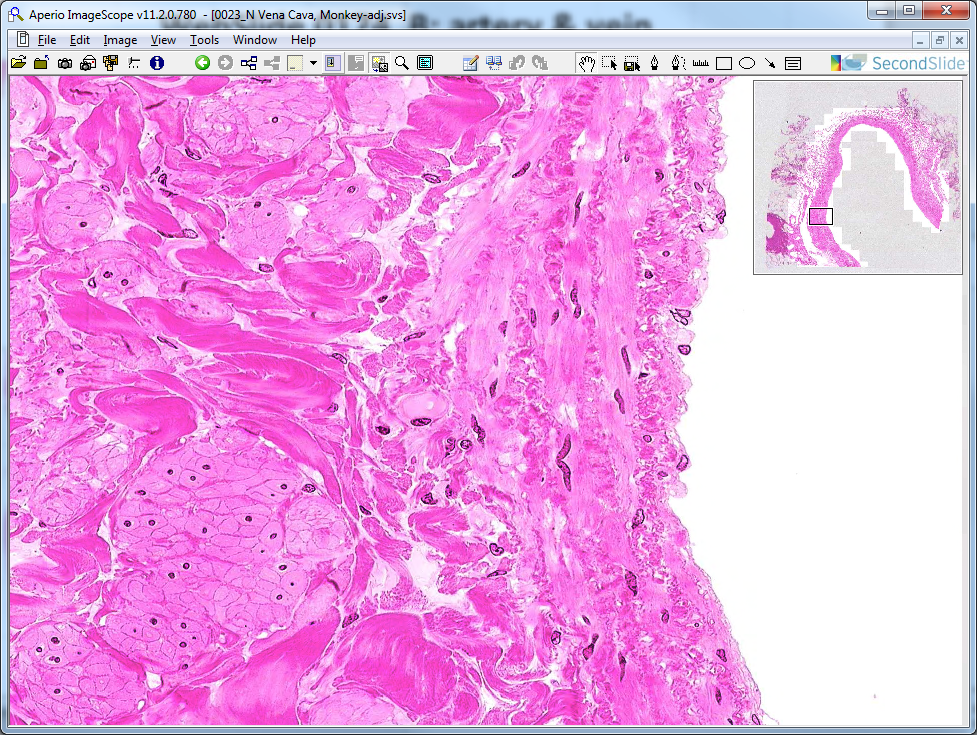 Aperio ImageScope v11.2.0.780 - [0023_N Vena Cava, Monkey-adj.svs]
File Edit Image View Tools Window Help
SecondSlide